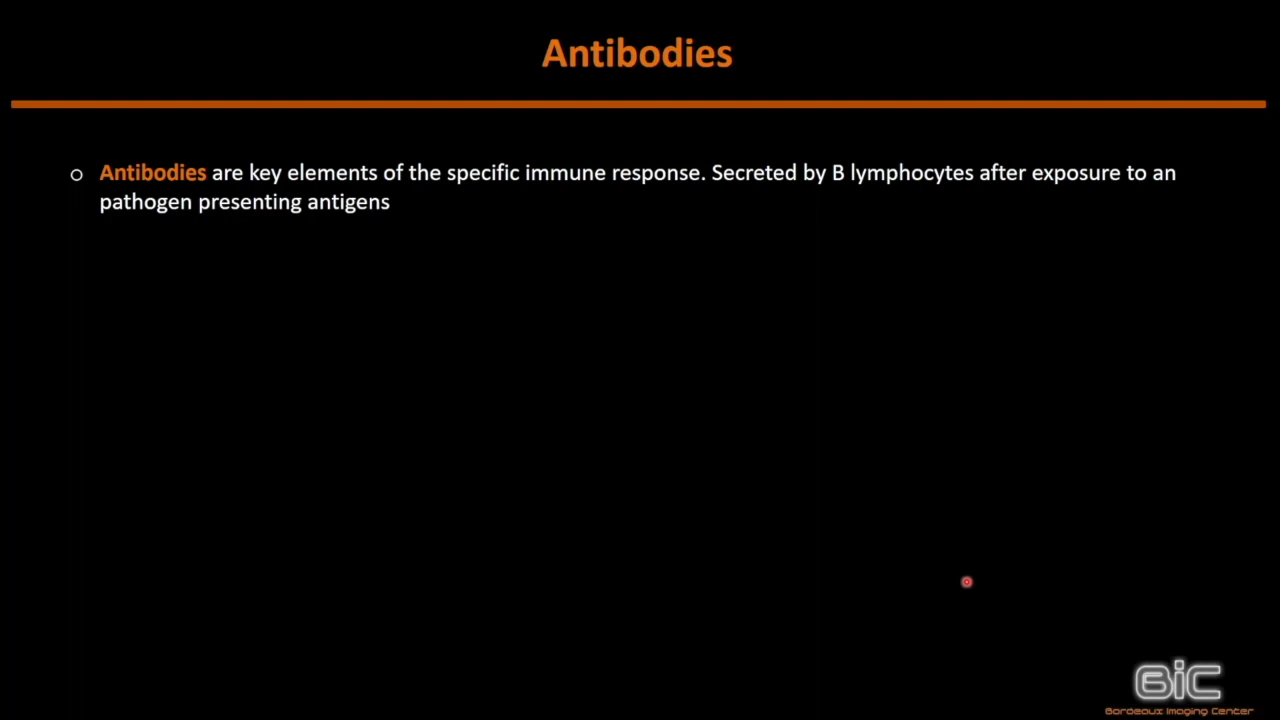 Antibodies
Antibodies are key elements of the specific immune response. Secreted by B lymphocytes after exposure to an
pathogen presenting antigens
BiC
Bordeaux Imaging Center